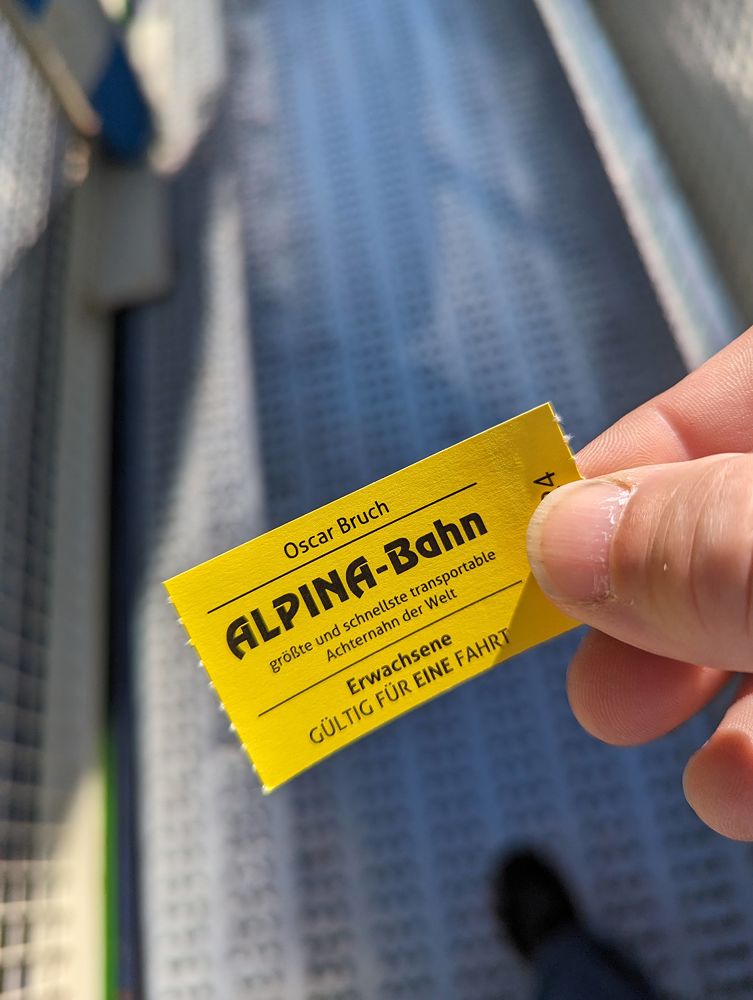 Oscar Bruch
ALPINA-Bahn
größte und schnellste transportable
Achternahn der Welt
Erwachsene
GÜLTIG FÜR EINE FAHRT